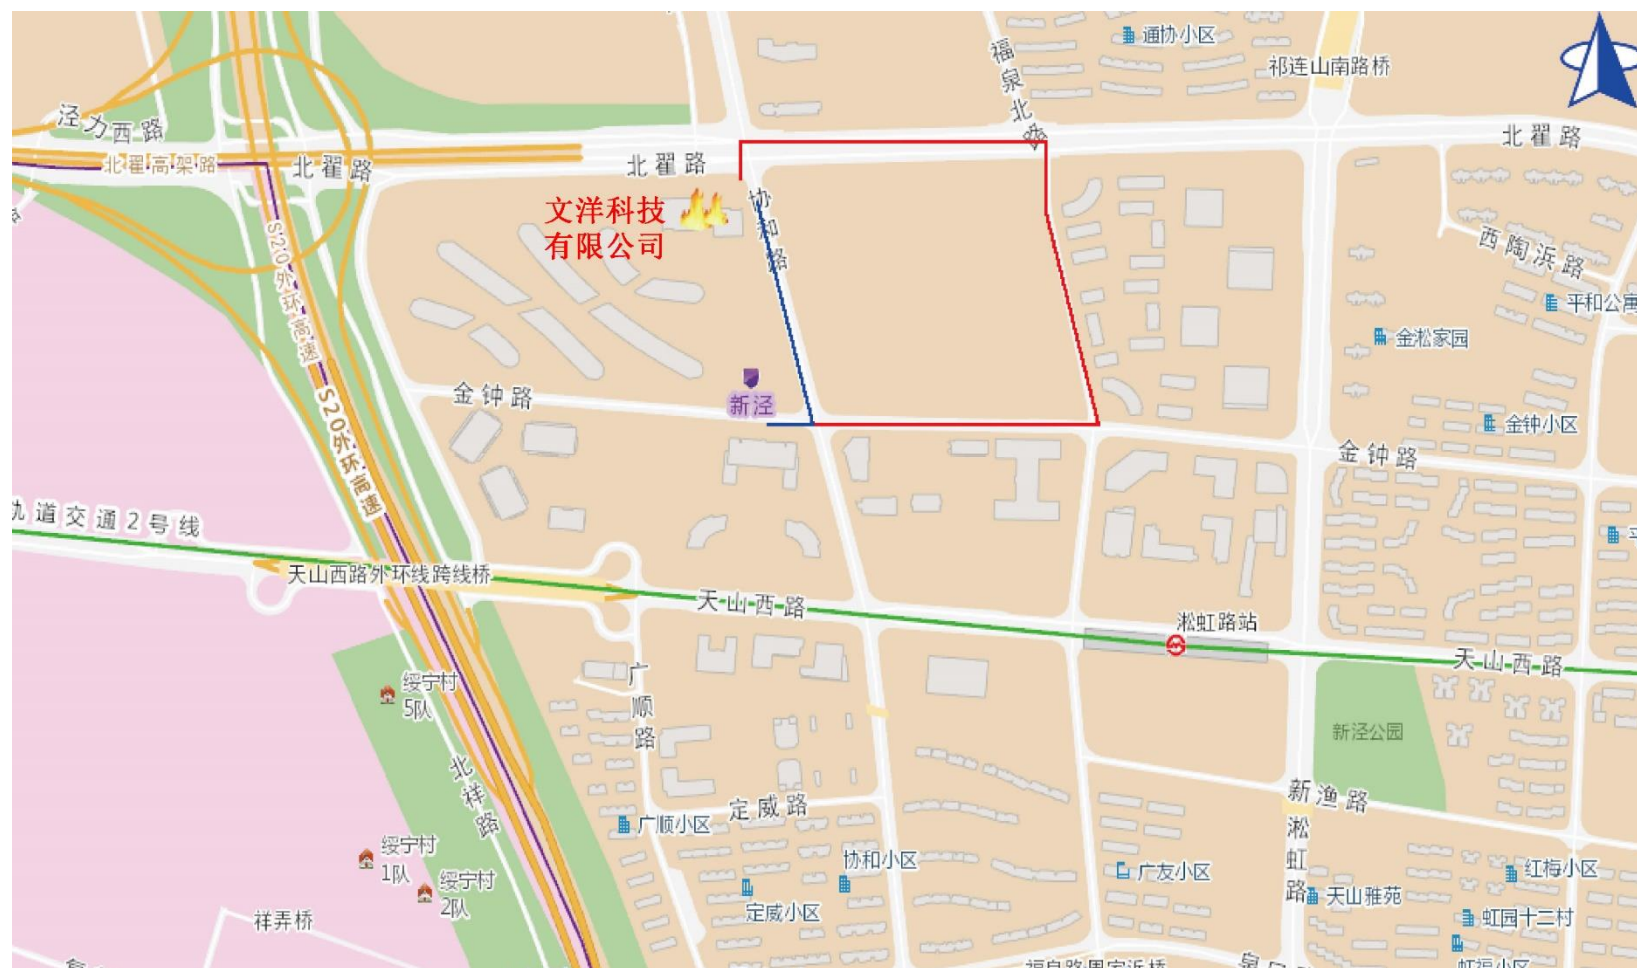 通协小区
福泉北路
祁连山南路桥
泾力西路
北翟高架路
北翟路
北翟路
北翟路
协和路
文洋科技
有限公司
S20外环高速
西陶浜路
平和公寓
金淞家园
新泾
金钟路
S20外环高速
金钟小区
金钟路
轨道交通2号线
天山西路外环线跨线桥
天山西路
淞虹路站
天山西路
绥宁村
5队
广顺路
新泾公园
北祥路
新渔路
定威路
广顺小区
淞虹路
绥宁村
1队
协和小区
绥宁村
2队
广友小区
红梅小区
天山雅苑
定威小区
虹园十二村
祥弄桥